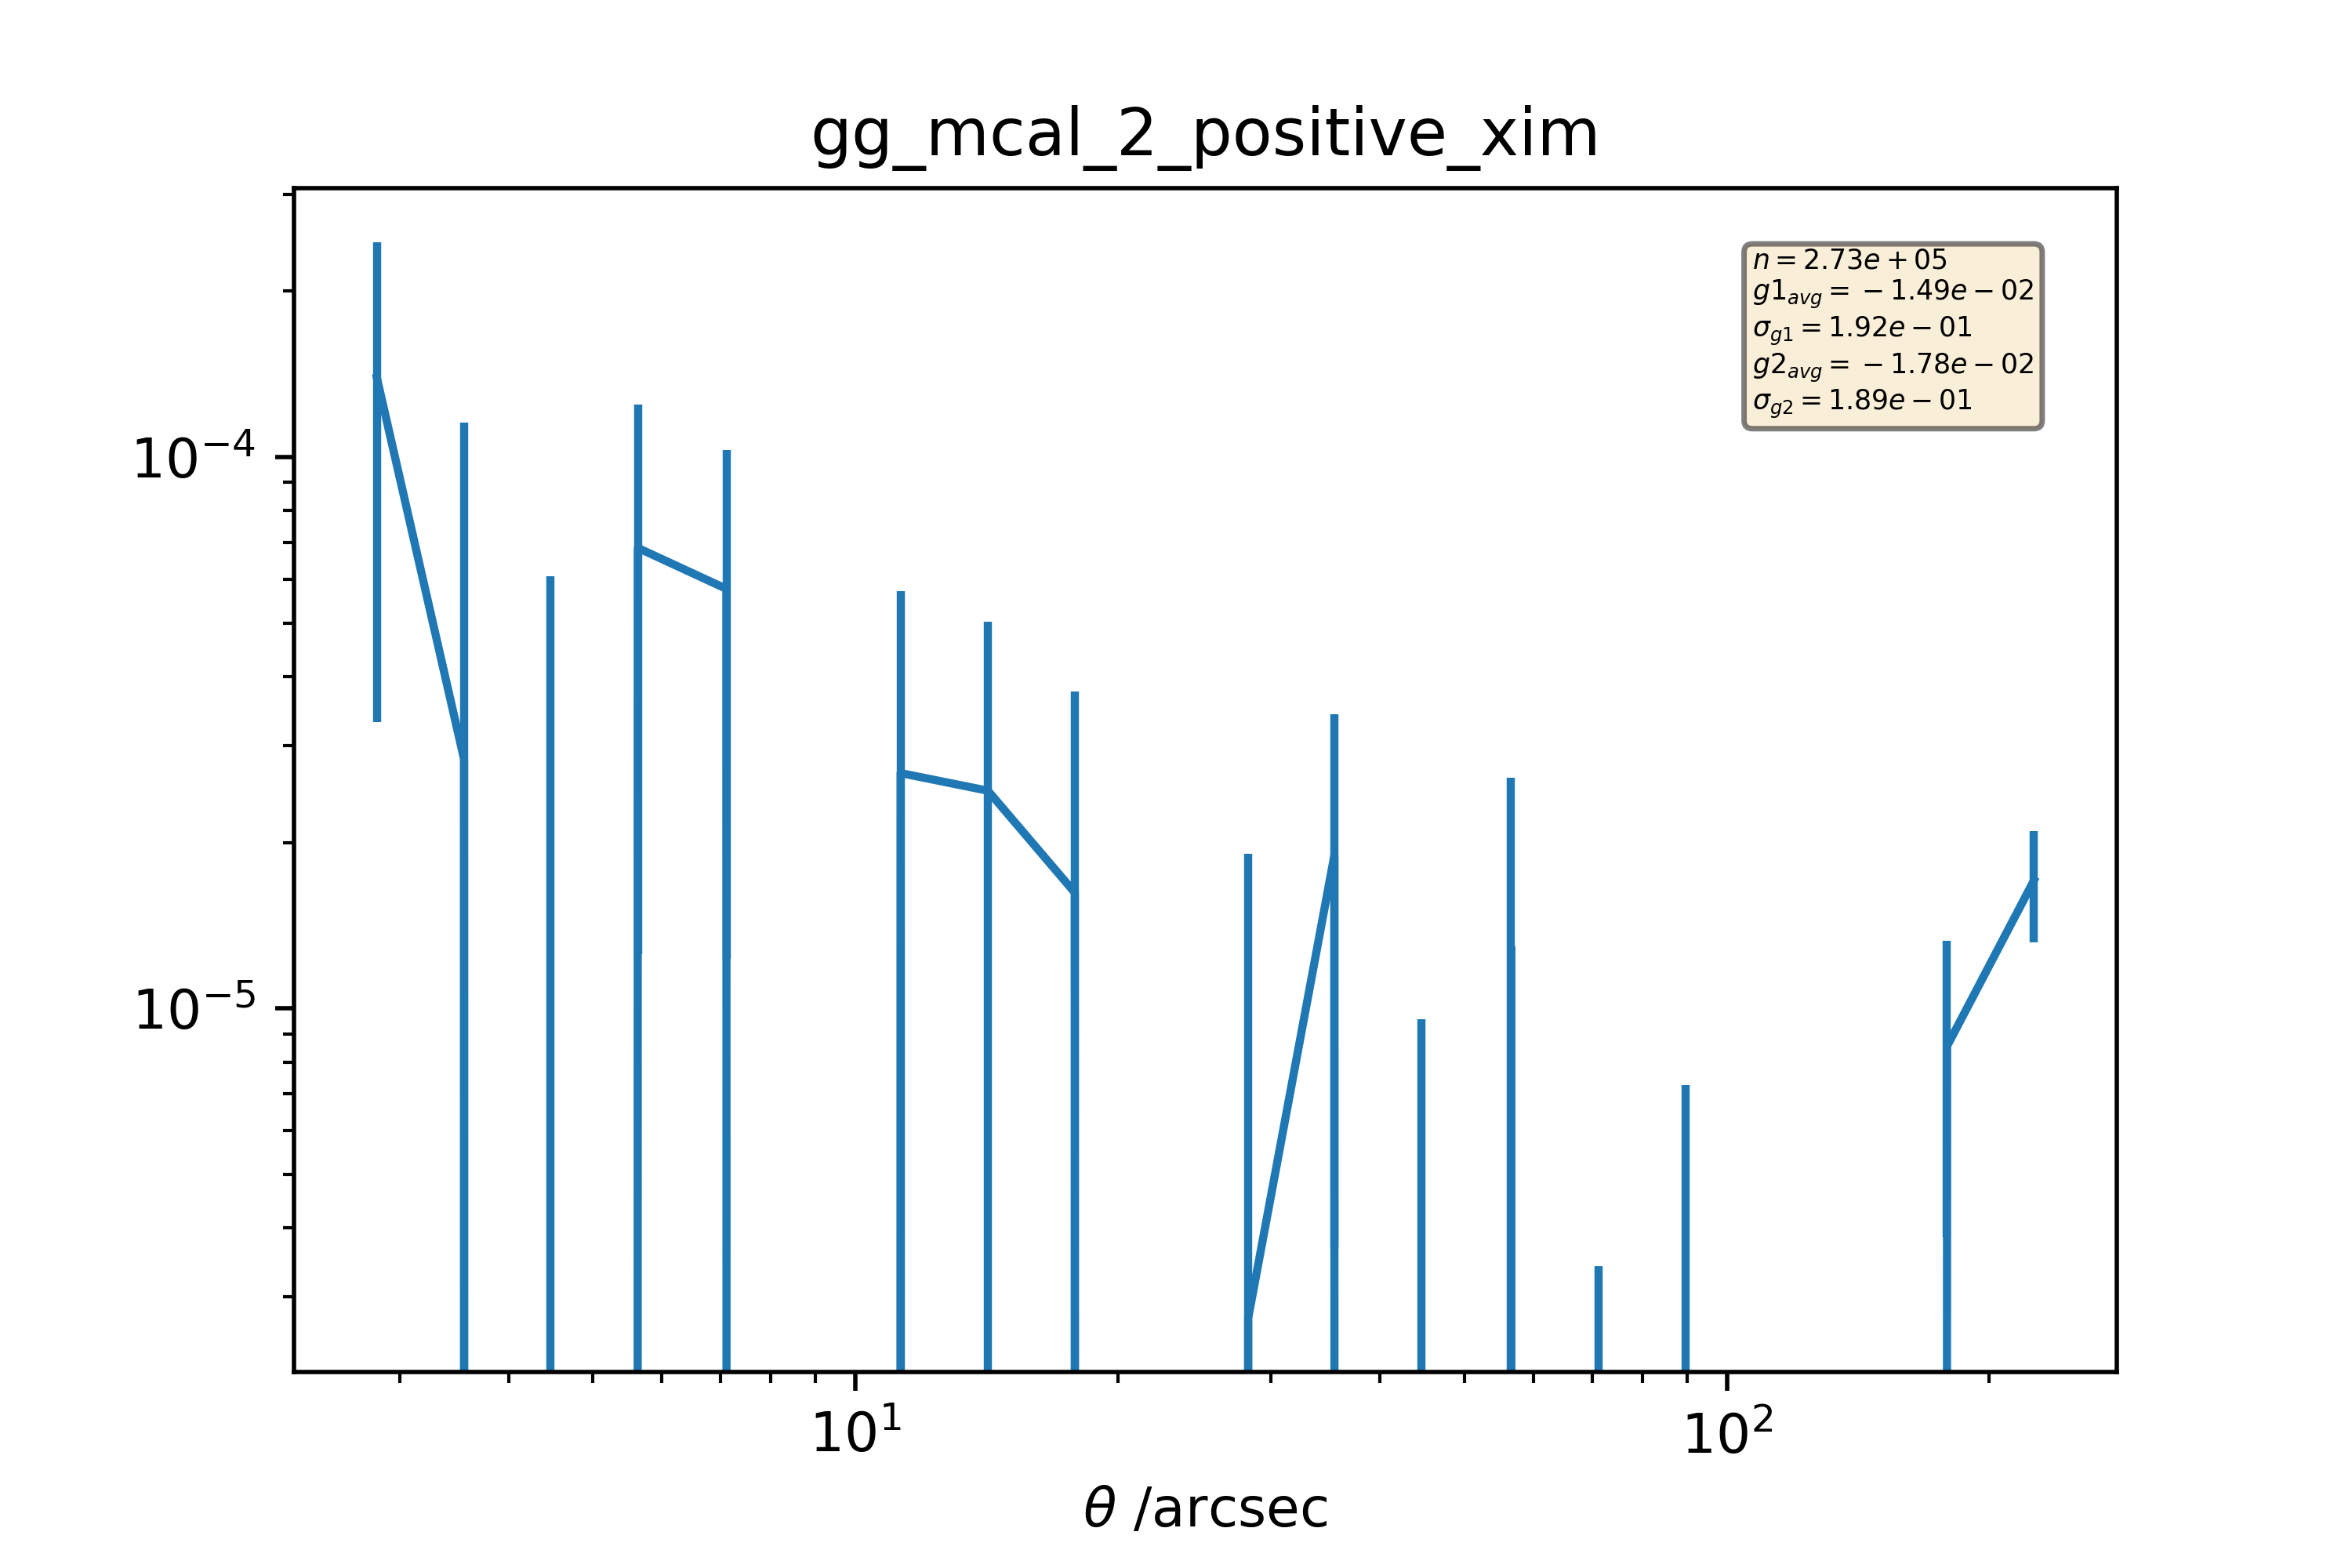 gg_mcal_2_positive_xim
n = 2.73e + 05
g1avg = − 1.49e − 02
σg1 = 1.92e − 01
g2avg = − 1.78e − 02
σg2 = 1.89e − 01
10−4
10−5
101 102
θ /arcsec